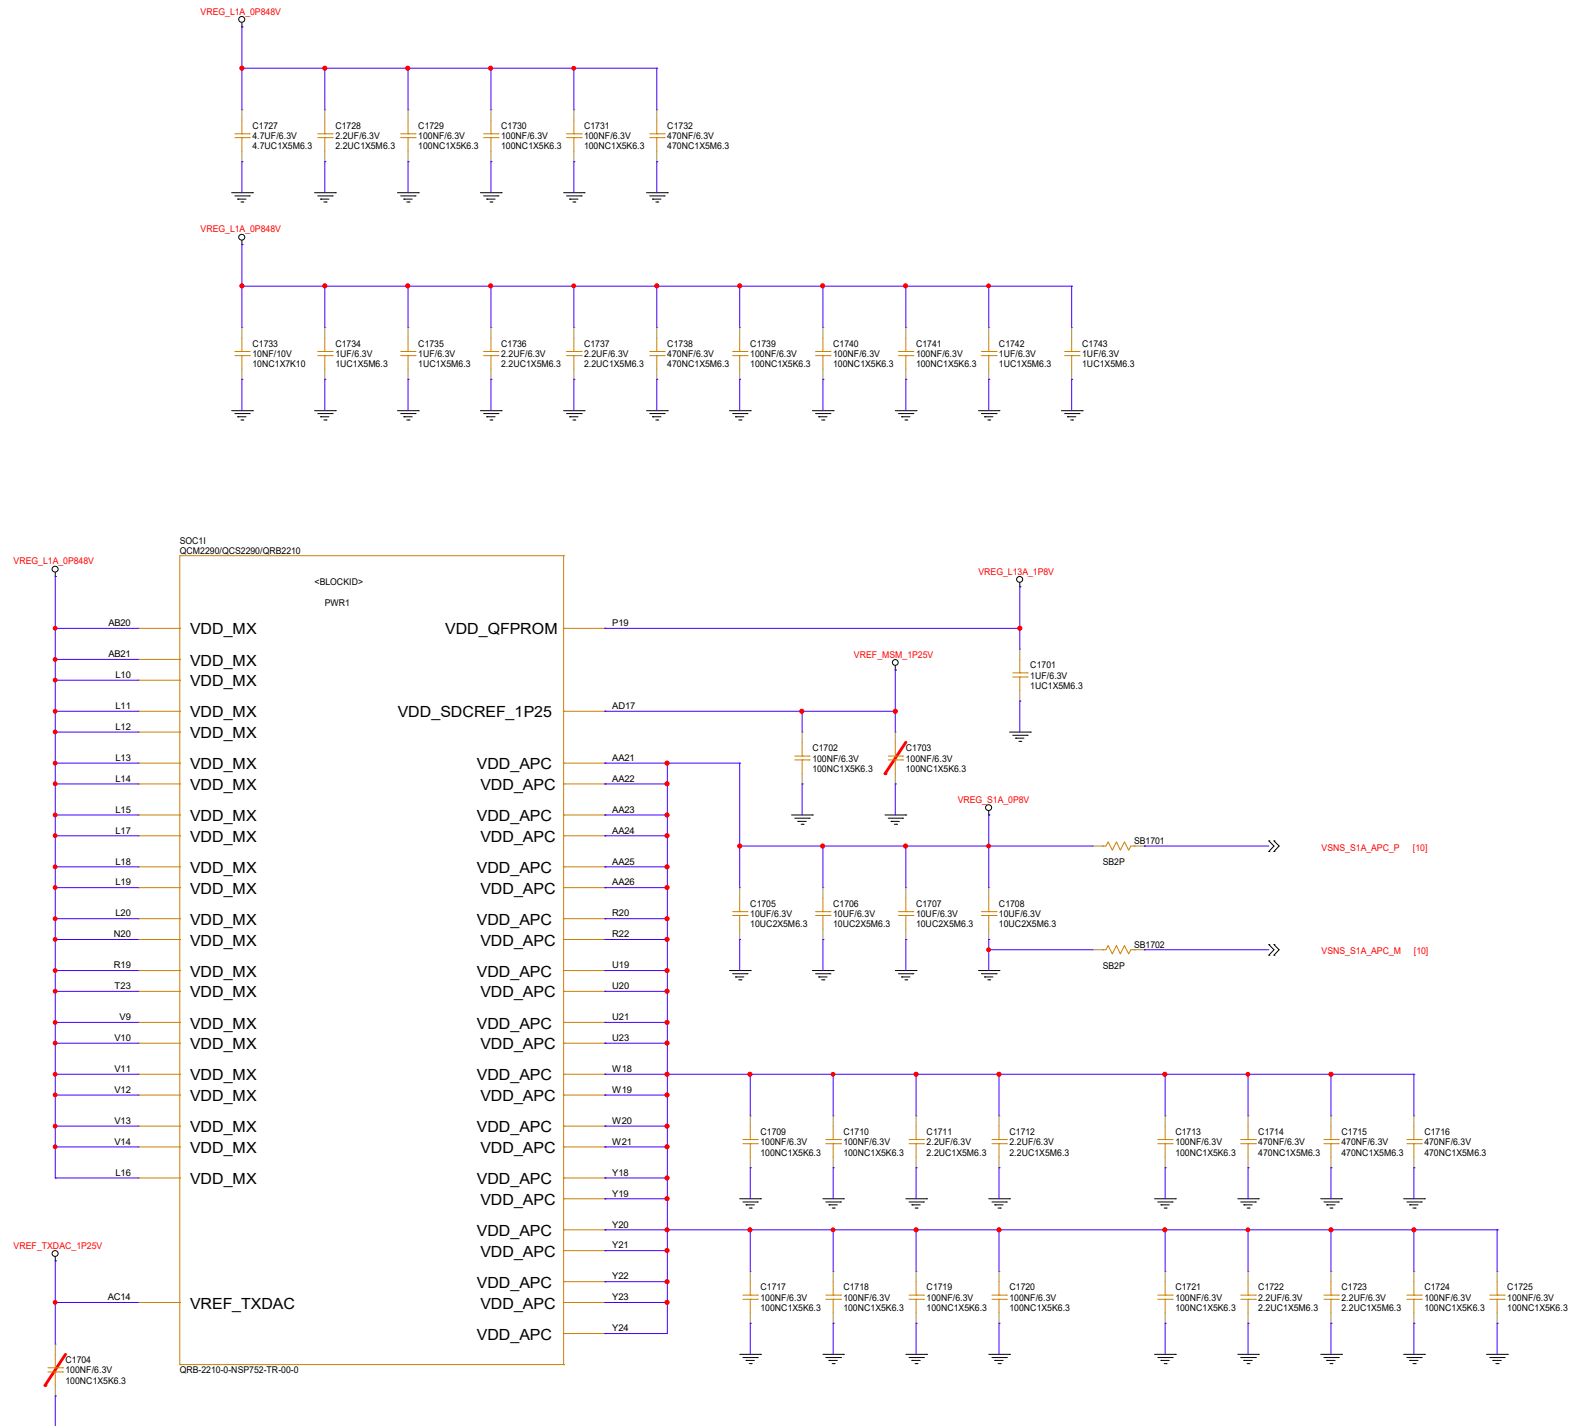 VREG_L1A_0P848V
C1727
4.7UF/6.3V
4.7UC1X5M6.3
C1728
2.2UF/6.3V
2.2UC1X5M6.3
C1729
100NF/6.3V
100NC1X5K6.3
C1730
100NF/6.3V
100NC1X5K6.3
C1731
100NF/6.3V
100NC1X5K6.3
C1732
470NF/6.3V
470NC1X5M6.3
VREG_L1A_0P848V
C1733
10NF/10V
10NC1X7K10
C1734
1UF/6.3V
1UC1X5M6.3
C1735
1UF/6.3V
1UC1X5M6.3
C1736
2.2UF/6.3V
2.2UC1X5M6.3
C1737
2.2UF/6.3V
2.2UC1X5M6.3
C1738
470NF/6.3V
470NC1X5M6.3
C1739
100NF/6.3V
100NC1X5K6.3
C1740
100NF/6.3V
100NC1X5K6.3
C1741
100NF/6.3V
100NC1X5K6.3
C1742
1UF/6.3V
1UC1X5M6.3
C1743
1UF/6.3V
1UC1X5M6.3
SOC1I
QCM2290/QCS2290/QRB2210
<BLOCKID>
PWR1
VREG_L1A_0P848V
AB20 VDD_MX
AB21 VDD_MX
L10 VDD_MX
L11 VDD_MX
L12 VDD_MX
L13 VDD_MX
L14 VDD_MX
L15 VDD_MX
L17 VDD_MX
L18 VDD_MX
L19 VDD_MX
L20 VDD_MX
N20 VDD_MX
R19 VDD_MX
T23 VDD_MX
V9 VDD_MX
V10 VDD_MX
V11 VDD_MX
V12 VDD_MX
V13 VDD_MX
V14 VDD_MX
L16 VDD_MX
VREF_TXDAC_1P25V
AC14 VREF_TXDAC
C1704
100NF/6.3V
100NC1X5K6.3
QRB-2210-0-NSP752-TR-00-0
VDD_QFPROM P19
VDD_SDCREF_1P25 AD17
VDD_APC AA21
VDD_APC AA22
VDD_APC AA23
VDD_APC AA24
VDD_APC AA25
VDD_APC AA26
VDD_APC R20
VDD_APC R22
VDD_APC U19
VDD_APC U20
VDD_APC U21
VDD_APC U23
VDD_APC W18
VDD_APC W19
VDD_APC W20
VDD_APC W21
VDD_APC Y18
VDD_APC Y19
VDD_APC Y20
VDD_APC Y21
VDD_APC Y22
VDD_APC Y23
VDD_APC Y24
VREG_L13A_1P8V
C1701
1UF/6.3V
1UC1X5M6.3
VREF_MSM_1P25V
C1702
100NF/6.3V
100NC1X5K6.3
C1703
100NF/6.3V
100NC1X5K6.3
VREG_S1A_0P8V
SB1701
SB2P
VSNS_S1A_APC_P [10]
C1705
10UF/6.3V
10UC2X5M6.3
C1706
10UF/6.3V
10UC2X5M6.3
C1707
10UF/6.3V
10UC2X5M6.3
C1708
10UF/6.3V
10UC2X5M6.3
SB1702
SB2P
VSNS_S1A_APC_M [10]
C1709
100NF/6.3V
100NC1X5K6.3
C1710
100NF/6.3V
100NC1X5K6.3
C1711
2.2UF/6.3V
2.2UC1X5M6.3
C1712
2.2UF/6.3V
2.2UC1X5M6.3
C1713
100NF/6.3V
100NC1X5K6.3
C1714
470NF/6.3V
470NC1X5M6.3
C1715
470NF/6.3V
470NC1X5M6.3
C1716
470NF/6.3V
470NC1X5M6.3
C1717
100NF/6.3V
100NC1X5K6.3
C1718
100NF/6.3V
100NC1X5K6.3
C1719
100NF/6.3V
100NC1X5K6.3
C1720
100NF/6.3V
100NC1X5K6.3
C1721
100NF/6.3V
100NC1X5K6.3
C1722
2.2UF/6.3V
2.2UC1X5M6.3
C1723
2.2UF/6.3V
2.2UC1X5M6.3
C1724
100NF/6.3V
100NC1X5K6.3
C1725
100NF/6.3V
100NC1X5K6.3